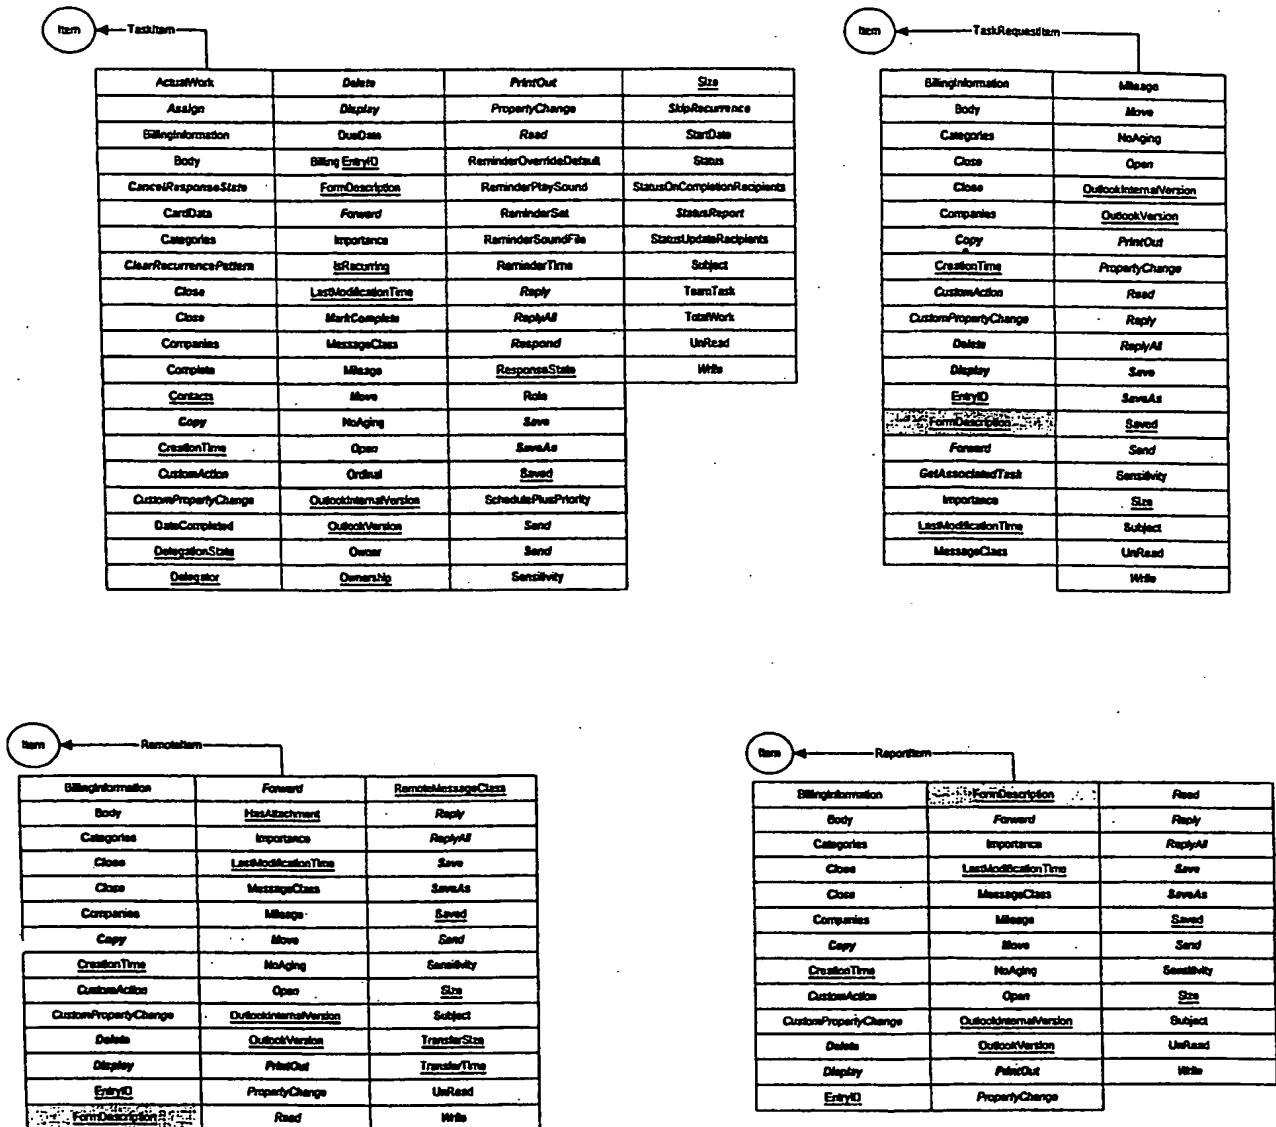 Item TaskItem
ActualWork Delete PrintOut Size
Assign Display PropertyChange SkipRecurrence
BillingInformation DueDate Read StartDate
Body Billing EntryID ReminderOverrideDefault Status
CancelResponseState FormDescription ReminderPlaySound StatusOnCompletionRecipients
CardData Forward ReminderSet StatusReport
Categories Importance ReminderSoundFile StatusUpdateRecipients
ClearRecurrencePattern IsRecurring ReminderTime Subject
Close LastModificationTime Reply TeamTask
Close MarkComplete ReplyAll TotalWork
Companies MessageClass Respond UnRead
Complete Mileage ResponseState Write
Contacts Move Role
Copy NoAging Save
CreationTime Open SaveAs
CustomAction Ordinal Saved
CustomPropertyChange OutlookInternalVersion SchedulePlusPriority
DateCompleted OutlookVersion Send
DelegationState Owner Send
Delegator Ownership Sensitivity
Item TaskRequestItem
BillingInformation Mileage
Body Move
Categories NoAging
Close Open
Close OutlookInternalVersion
Companies OutlookVersion
Copy PrintOut
CreationTime PropertyChange
CustomAction Read
CustomPropertyChange Reply
Delete ReplyAll
Display Save
EntryID SaveAs
FormDescription Saved
Forward Send
GetAssociatedTask Sensitivity
Importance Size
LastModificationTime Subject
MessageClass UnRead
Write
Item RemoteItem
BillingInformation Forward RemoteMessageClass
Body HasAttachment Reply
Categories Importance ReplyAll
Close LastModificationTime Save
Close MessageClass SaveAs
Companies Mileage Saved
Copy Move Send
CreationTime NoAging Sensitivity
CustomAction Open Size
CustomPropertyChange OutlookInternalVersion Subject
Delete OutlookVersion TransferSize
Display PrintOut TransferTime
EntryID PropertyChange UnRead
FormDescription Read Write
Item ReportItem
BillingInformation FormDescription Read
Body Forward Reply
Categories Importance ReplyAll
Close LastModificationTime Save
Close MessageClass SaveAs
Companies Mileage Saved
Copy Move Send
CreationTime NoAging Sensitivity
CustomAction Open Size
CustomPropertyChange OutlookInternalVersion Subject
Delete OutlookVersion UnRead
Display PrintOut Write
EntryID PropertyChange